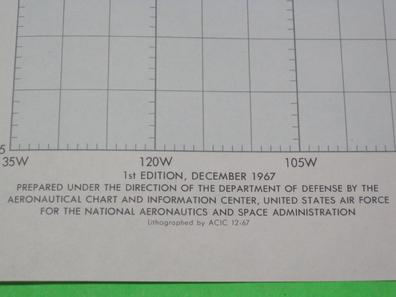 5
35W 120W 105W
1st EDITION, DECEMBER 1967
PREPARED UNDER THE DIRECTION OF THE DEPARTMENT OF DEFENSE BY THE
AERONAUTICAL CHART AND INFORMATION CENTER, UNITED STATES AIR FORCE
FOR THE NATIONAL AERONAUTICS AND SPACE ADMINISTRATION
Lithographed by ACIC 12-67